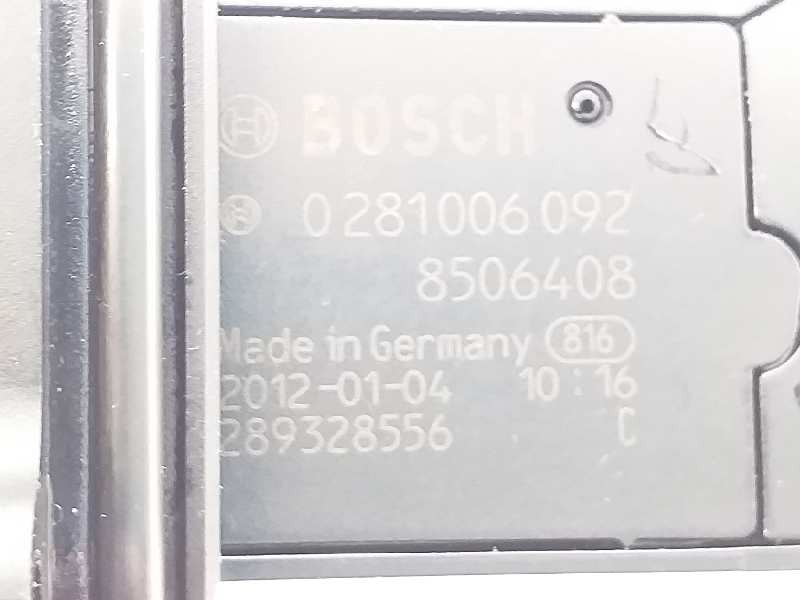 BOSCH
0 281 006 092
8506408
Made in Germany 816
2012-01-04 10:16
289328556 C